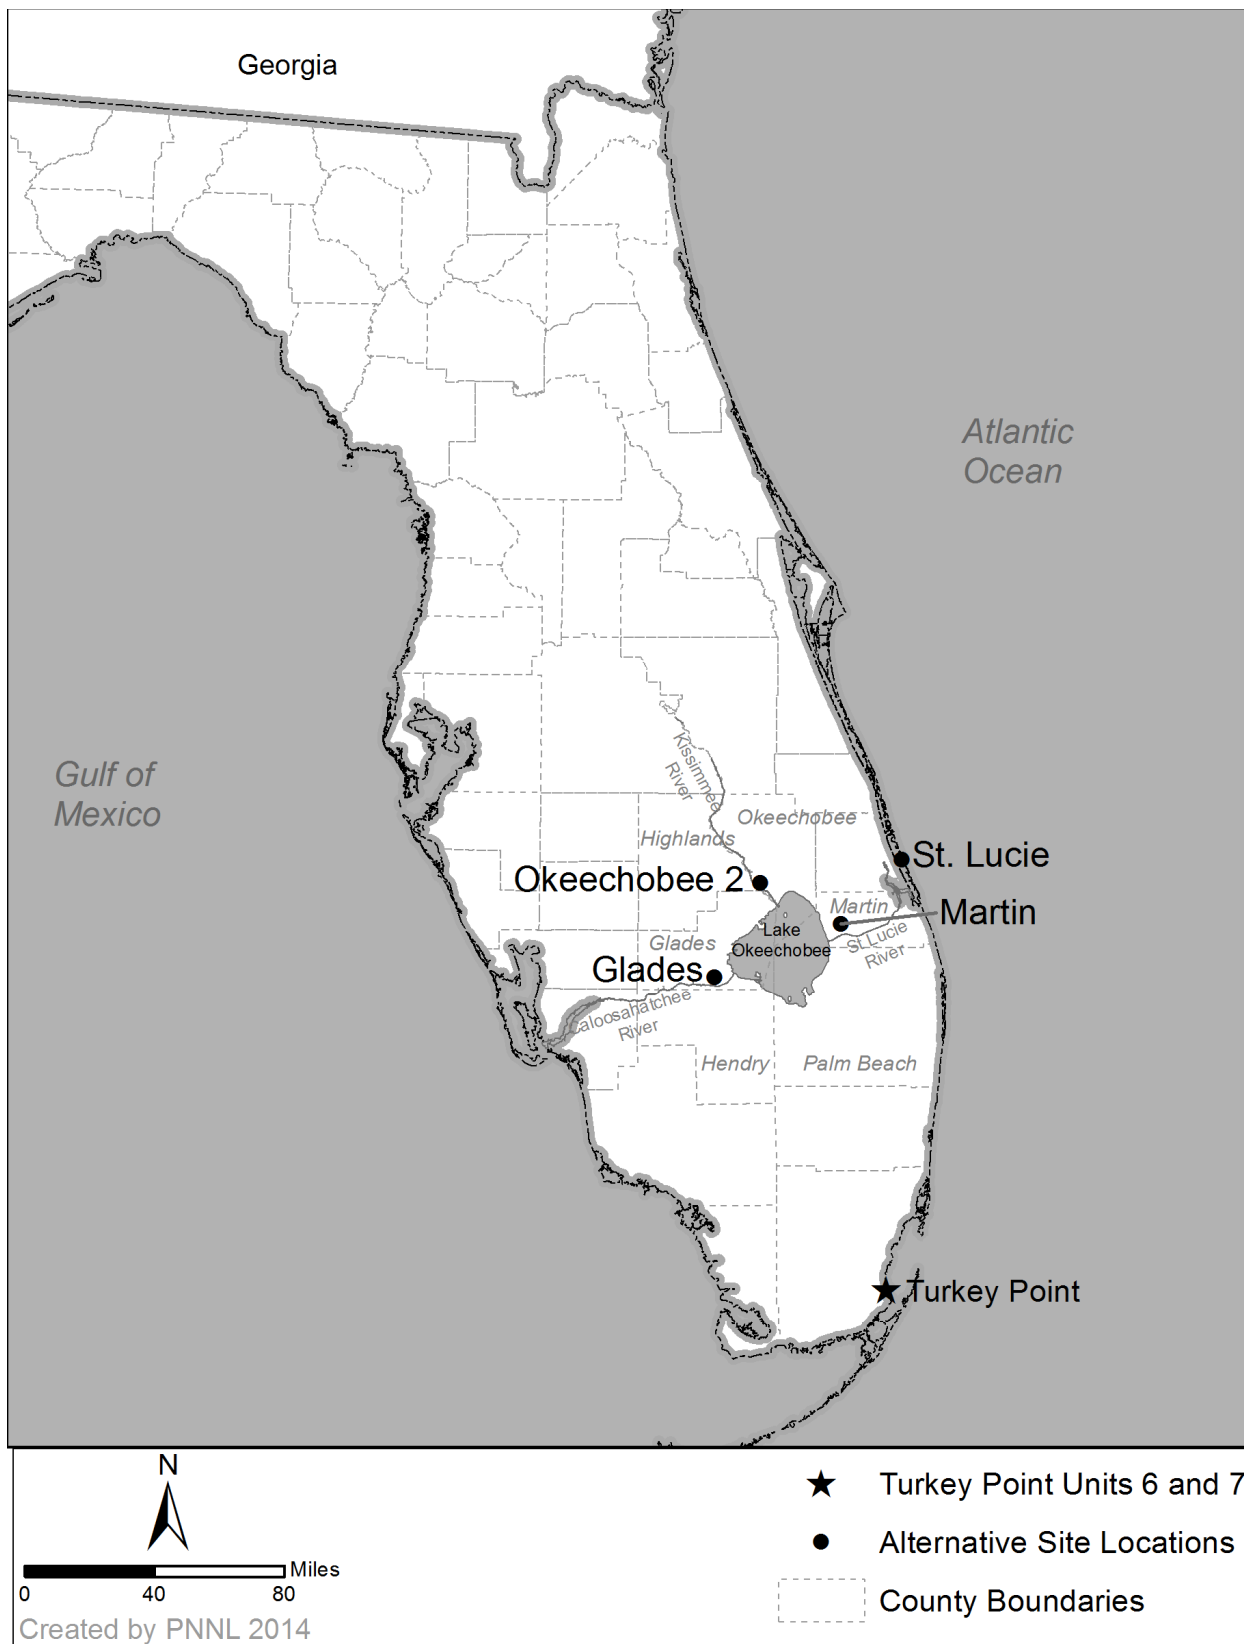 Georgia
Atlantic
Ocean
Gulf of
Mexico
Kissimmee
River
Okeechobee
Highlands
St. Lucie
Okeechobee 2
Martin
Martin
Lake
Okeechobee
St Lucie
River
Glades
Glades
Caloosahatchee
River
Hendry
Palm Beach
Turkey Point
N
Miles
0 40 80
Created by PNNL 2014
Turkey Point Units 6 and 7
Alternative Site Locations
County Boundaries